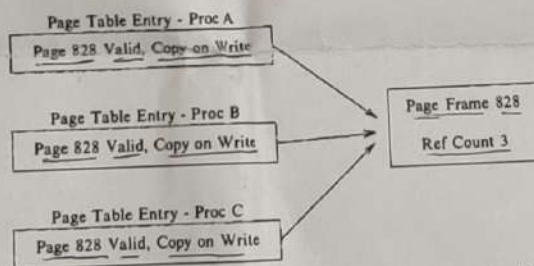 Page Table Entry - Proc A
Page 828 Valid, Copy on Write
Page Table Entry - Proc B
Page 828 Valid, Copy on Write
Page Table Entry - Proc C
Page 828 Valid, Copy on Write
Page Frame 828
Ref Count 3